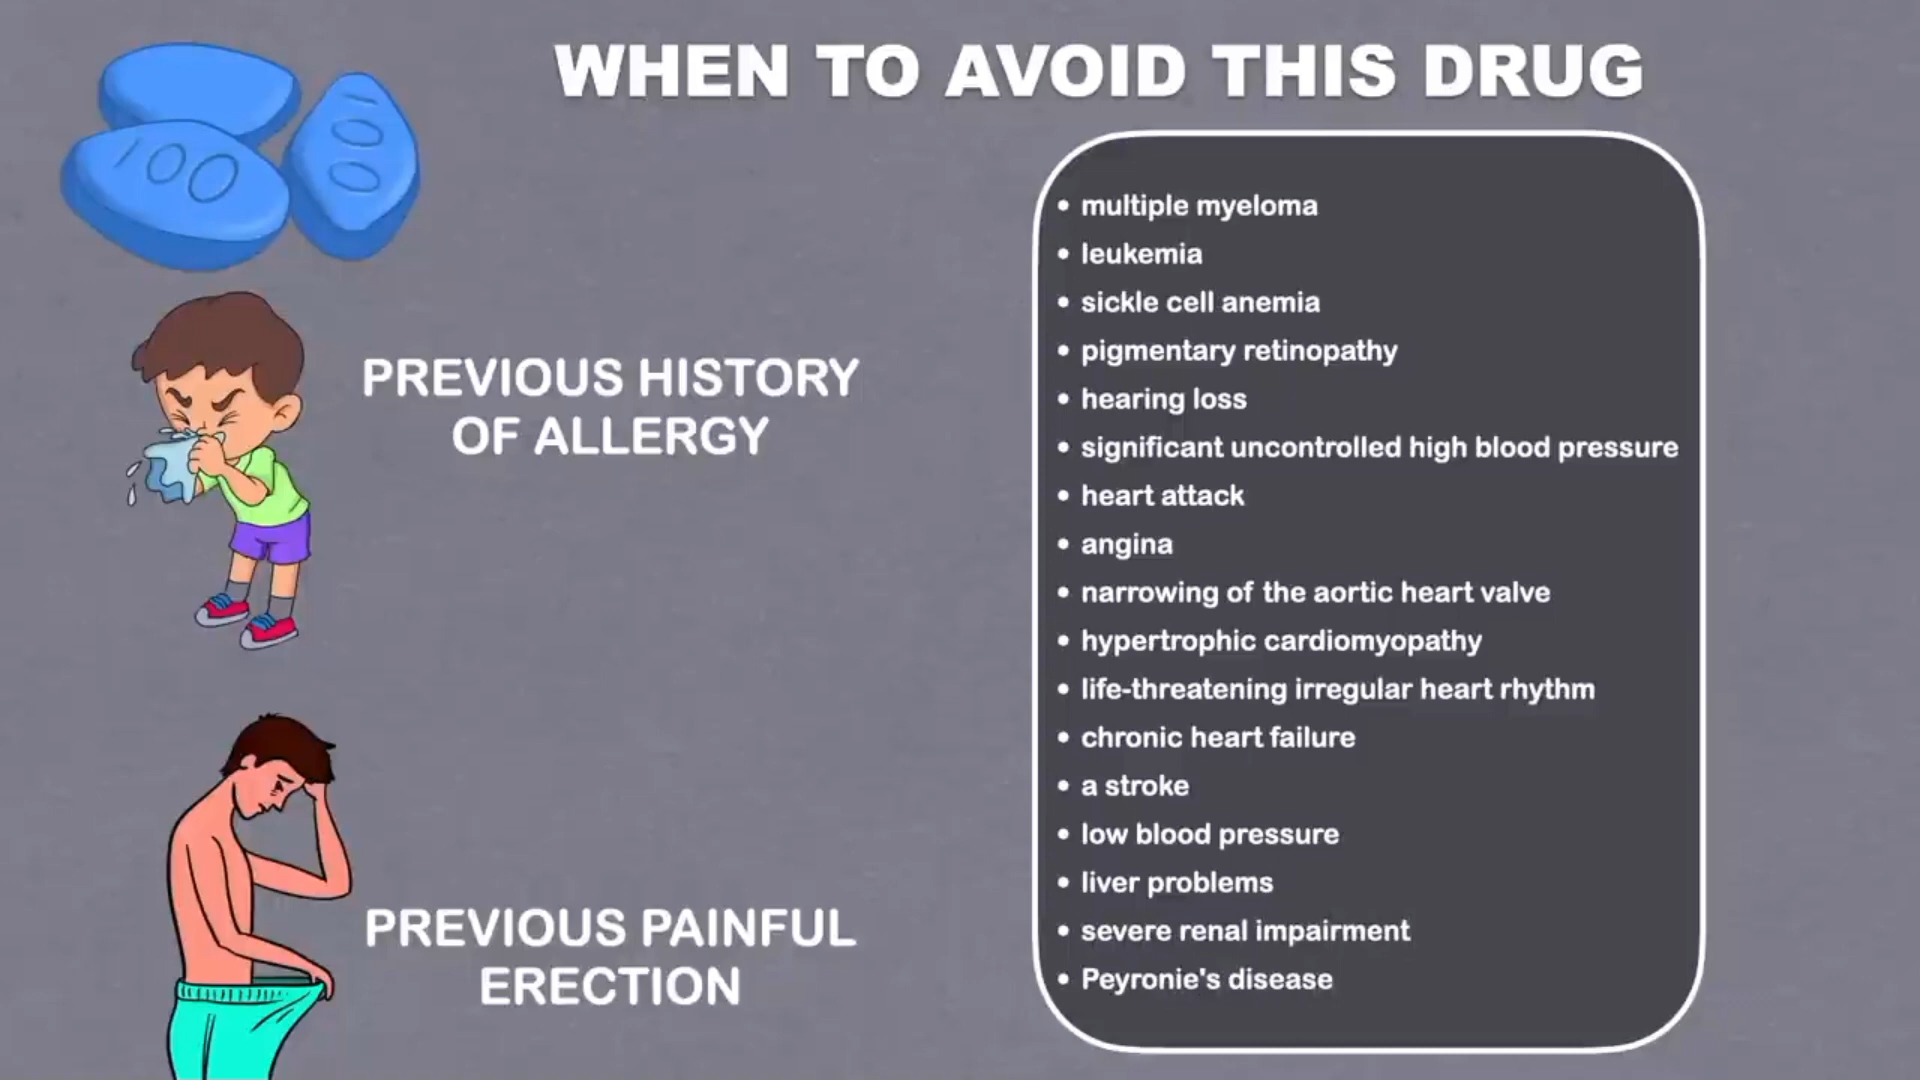 WHEN TO AVOID THIS DRUG
100
100
PREVIOUS HISTORY
OF ALLERGY
PREVIOUS PAINFUL
ERECTION
• multiple myeloma
• leukemia
• sickle cell anemia
• pigmentary retinopathy
• hearing loss
• significant uncontrolled high blood pressure
• heart attack
• angina
• narrowing of the aortic heart valve
• hypertrophic cardiomyopathy
• life-threatening irregular heart rhythm
• chronic heart failure
• a stroke
• low blood pressure
• liver problems
• severe renal impairment
• Peyronie's disease